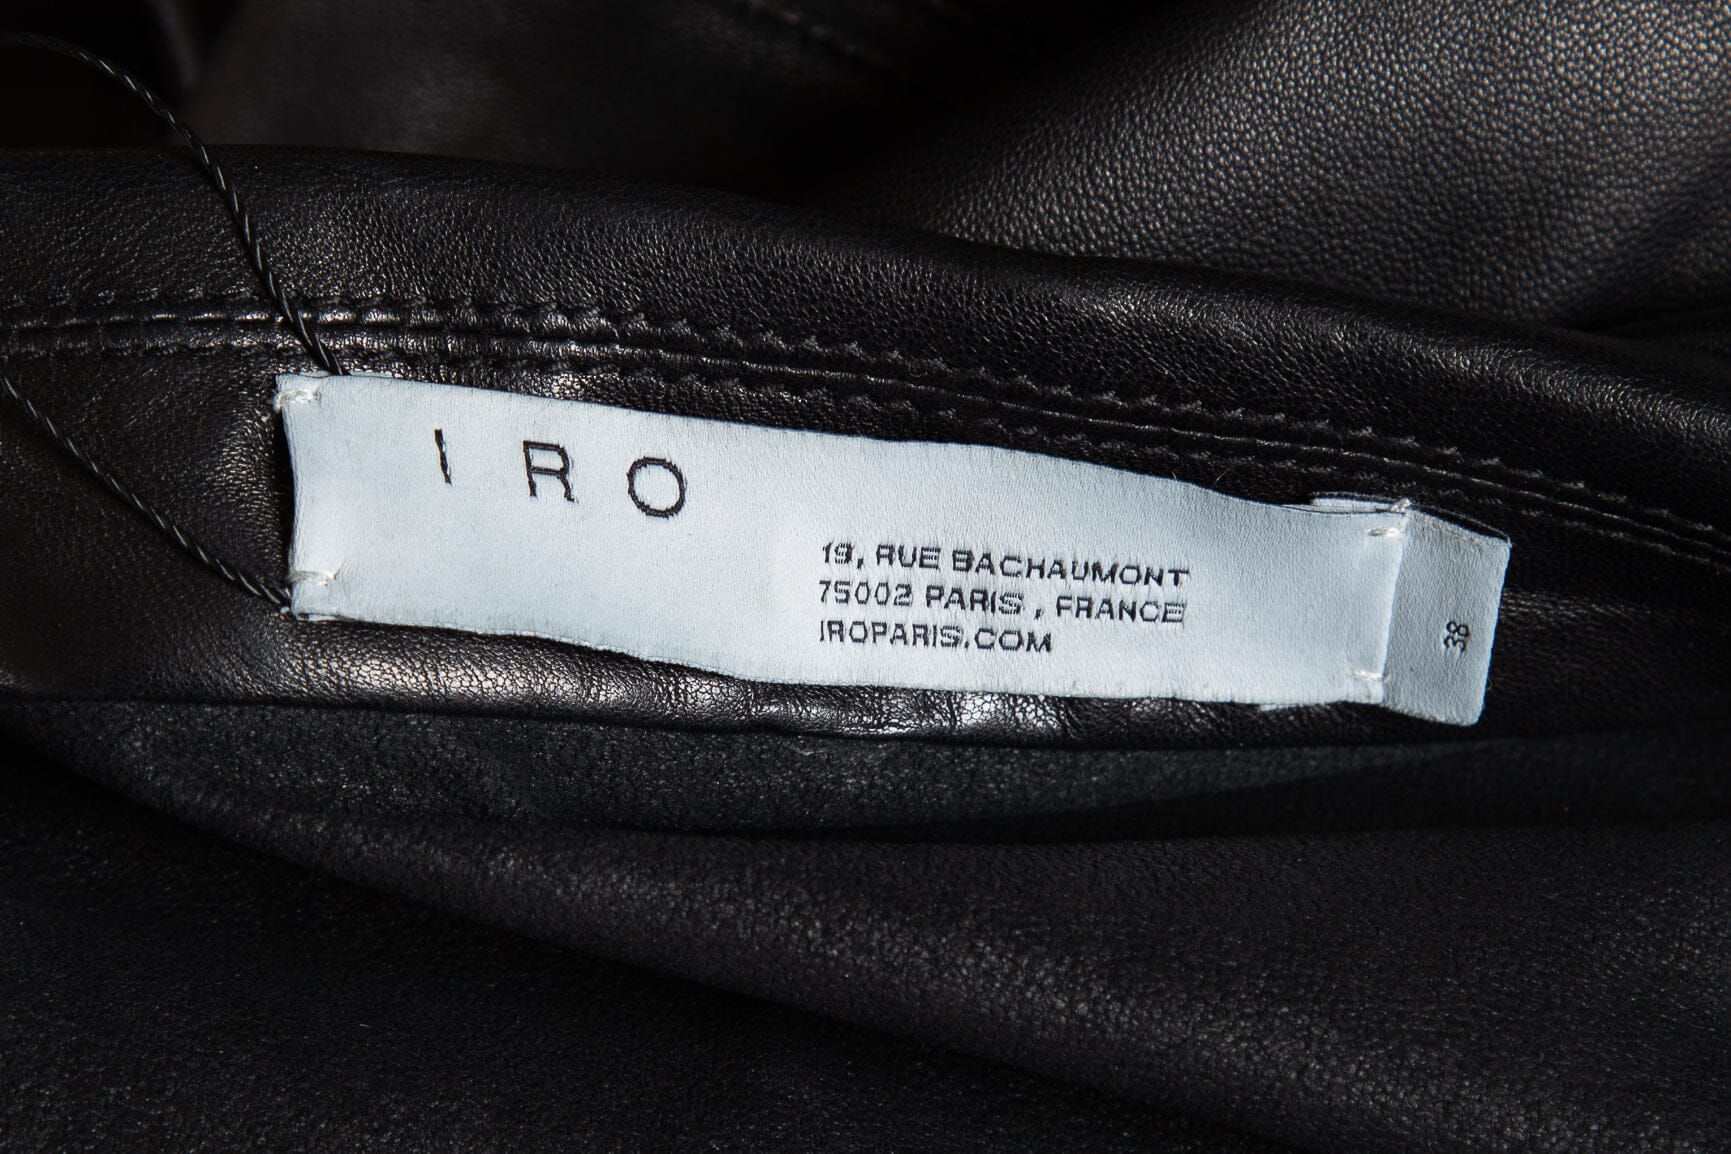 IRO
19, RUE BACHAUMONT
75002 PARIS , FRANCE
IROPARIS.COM
38